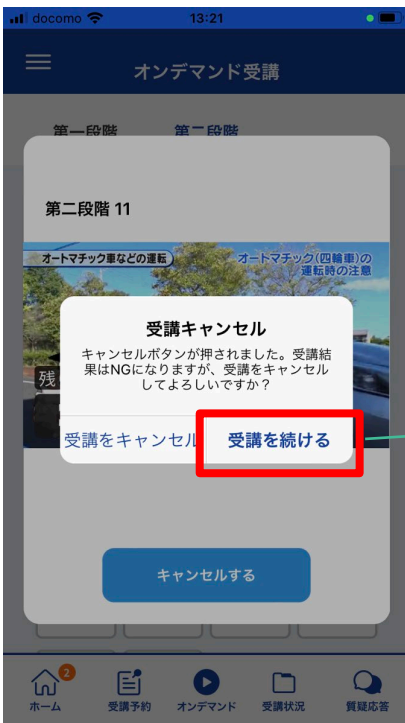 docomo 13:21
オンデマンド受講
第一段階 第二段階
第二段階 11
オートマチック車などの運転
オートマチック(四輪車)の
運転時の注意
残
受講キャンセル
キャンセルボタンが押されました。受講結
果はNGになりますが、受講をキャンセル
してよろしいですか？
受講をキャンセル 受講を続ける
キャンセルする
2
ホーム 受講予約 オンデマンド 受講状況 質疑応答